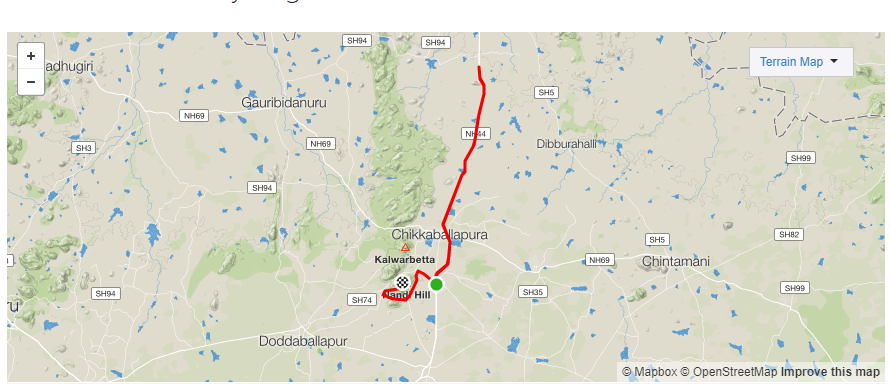 SH94
SH94
+
Terrain Map
adhugiri
−
SH5
Gauribidanuru
NH69
NH44
NH69
Dibburahalli
SH3
SH99
SH94
Chikkaballapura
SH82
SH5
Kalwarbetta
NH69
Chintamani
SH99
Nandi Hill
SH35
SH94
SH74
ru
Doddaballapur
© Mapbox © OpenStreetMap Improve this map